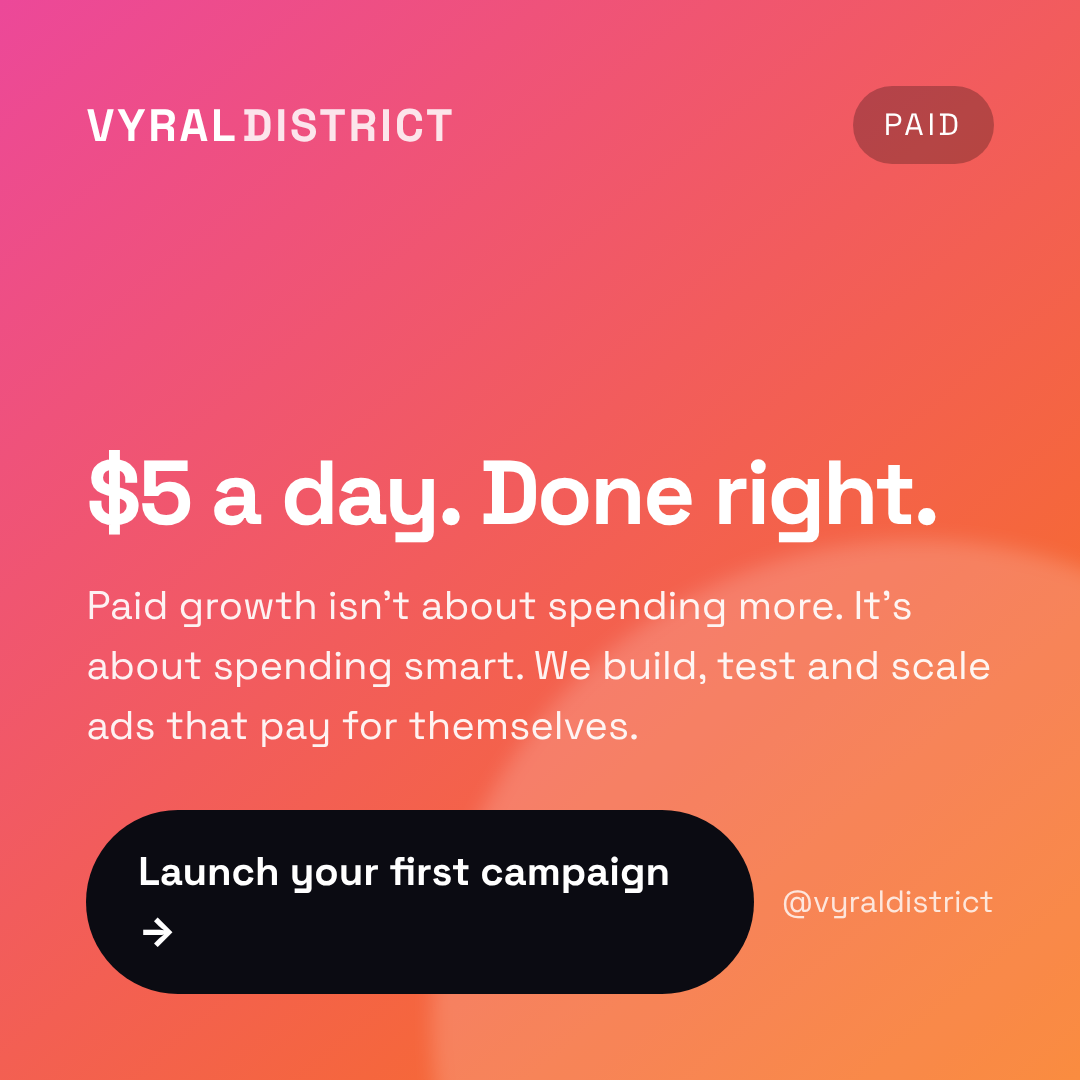 VYRAL DISTRICT
PAID
$5 a day. Done right.
Paid growth isn’t about spending more. It’s
about spending smart. We build, test and scale
ads that pay for themselves.
Launch your first campaign
→
@vyraldistrict